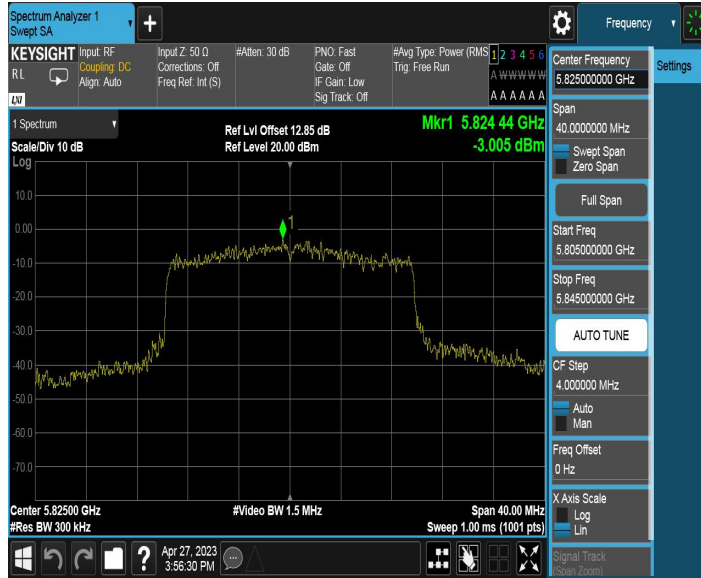 Spectrum Analyzer 1
Swept SA
+
Frequency
KEYSIGHT
RL
LXI
Input: RF
Coupling: DC
Align: Auto
Input Z: 50 Ω
Corrections: Off
Freq Ref: Int (S)
#Atten: 30 dB
PNO: Fast
Gate: Off
IF Gain: Low
Sig Track: Off
#Avg Type: Power (RMS
Trig: Free Run
1 2 3 4 5 6
A W W W W W
A A A A A A
1 Spectrum
Scale/Div 10 dB
Ref Lvl Offset 12.85 dB
Ref Level 20.00 dBm
Mkr1 5.824 44 GHz
-3.005 dBm
Log
10.0
0.00
-10.0
-20.0
-30.0
-40.0
-50.0
-60.0
-70.0
1
Center 5.82500 GHz
#Res BW 300 kHz
#Video BW 1.5 MHz
Span 40.00 MHz
Sweep 1.00 ms (1001 pts)
Center Frequency
5.825000000 GHz
Settings
Span
40.0000000 MHz
Swept Span
Zero Span
Full Span
Start Freq
5.805000000 GHz
Stop Freq
5.845000000 GHz
AUTO TUNE
CF Step
4.000000 MHz
Auto
Man
Freq Offset
0 Hz
X Axis Scale
Log
Lin
Signal Track
(Span Zoom)
?
Apr 27, 2023
3:56:30 PM